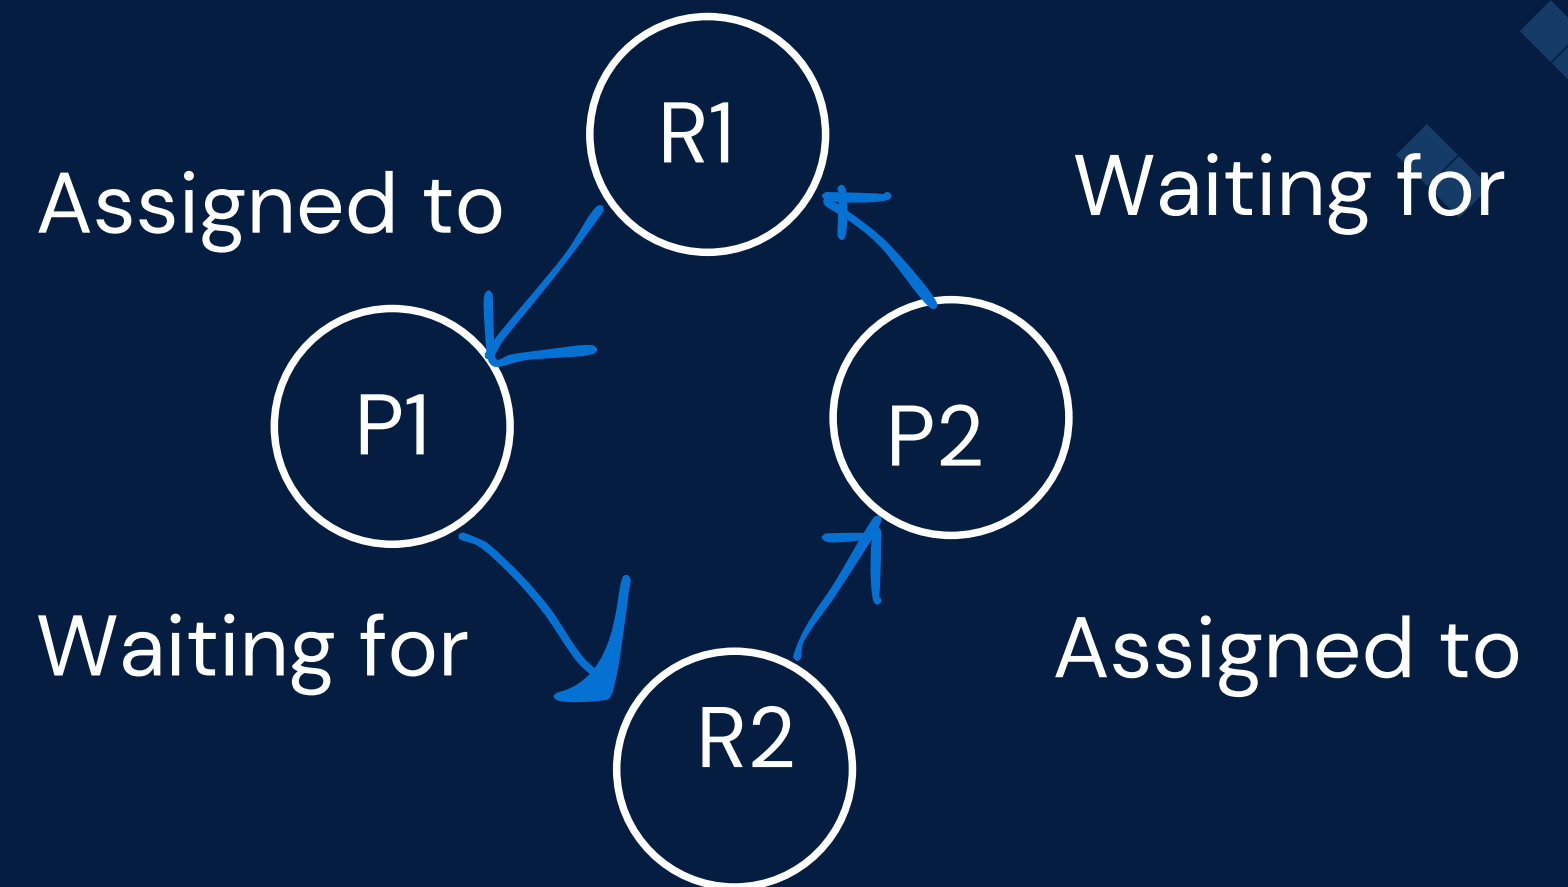 R1
Assigned to
Waiting for
P1
P2
Waiting for
Assigned to
R2